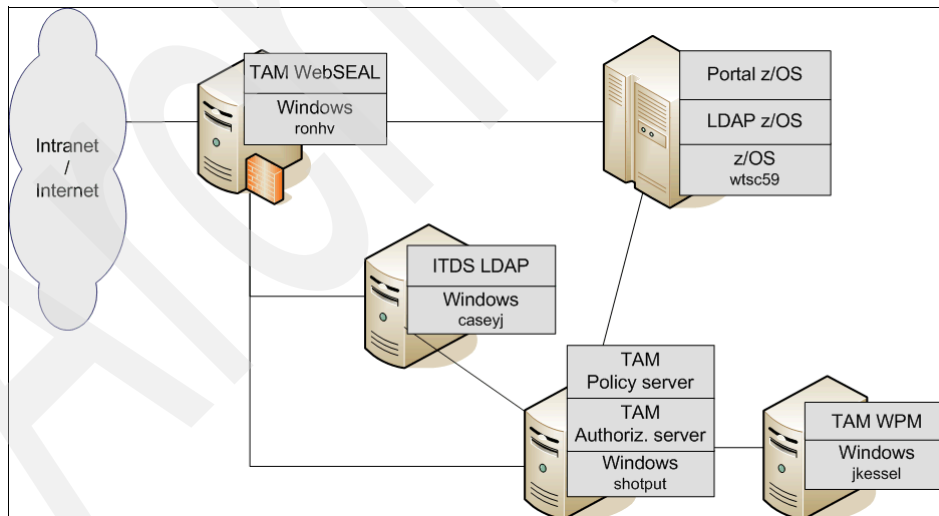 Intranet
/
Internet
TAM WebSEAL
Windows
ronhv
Portal z/OS
LDAP z/OS
z/OS
wtsc59
ITDS LDAP
Windows
caseyj
TAM
Policy server
TAM
Authoriz. server
Windows
shotput
TAM WPM
Windows
jkessel